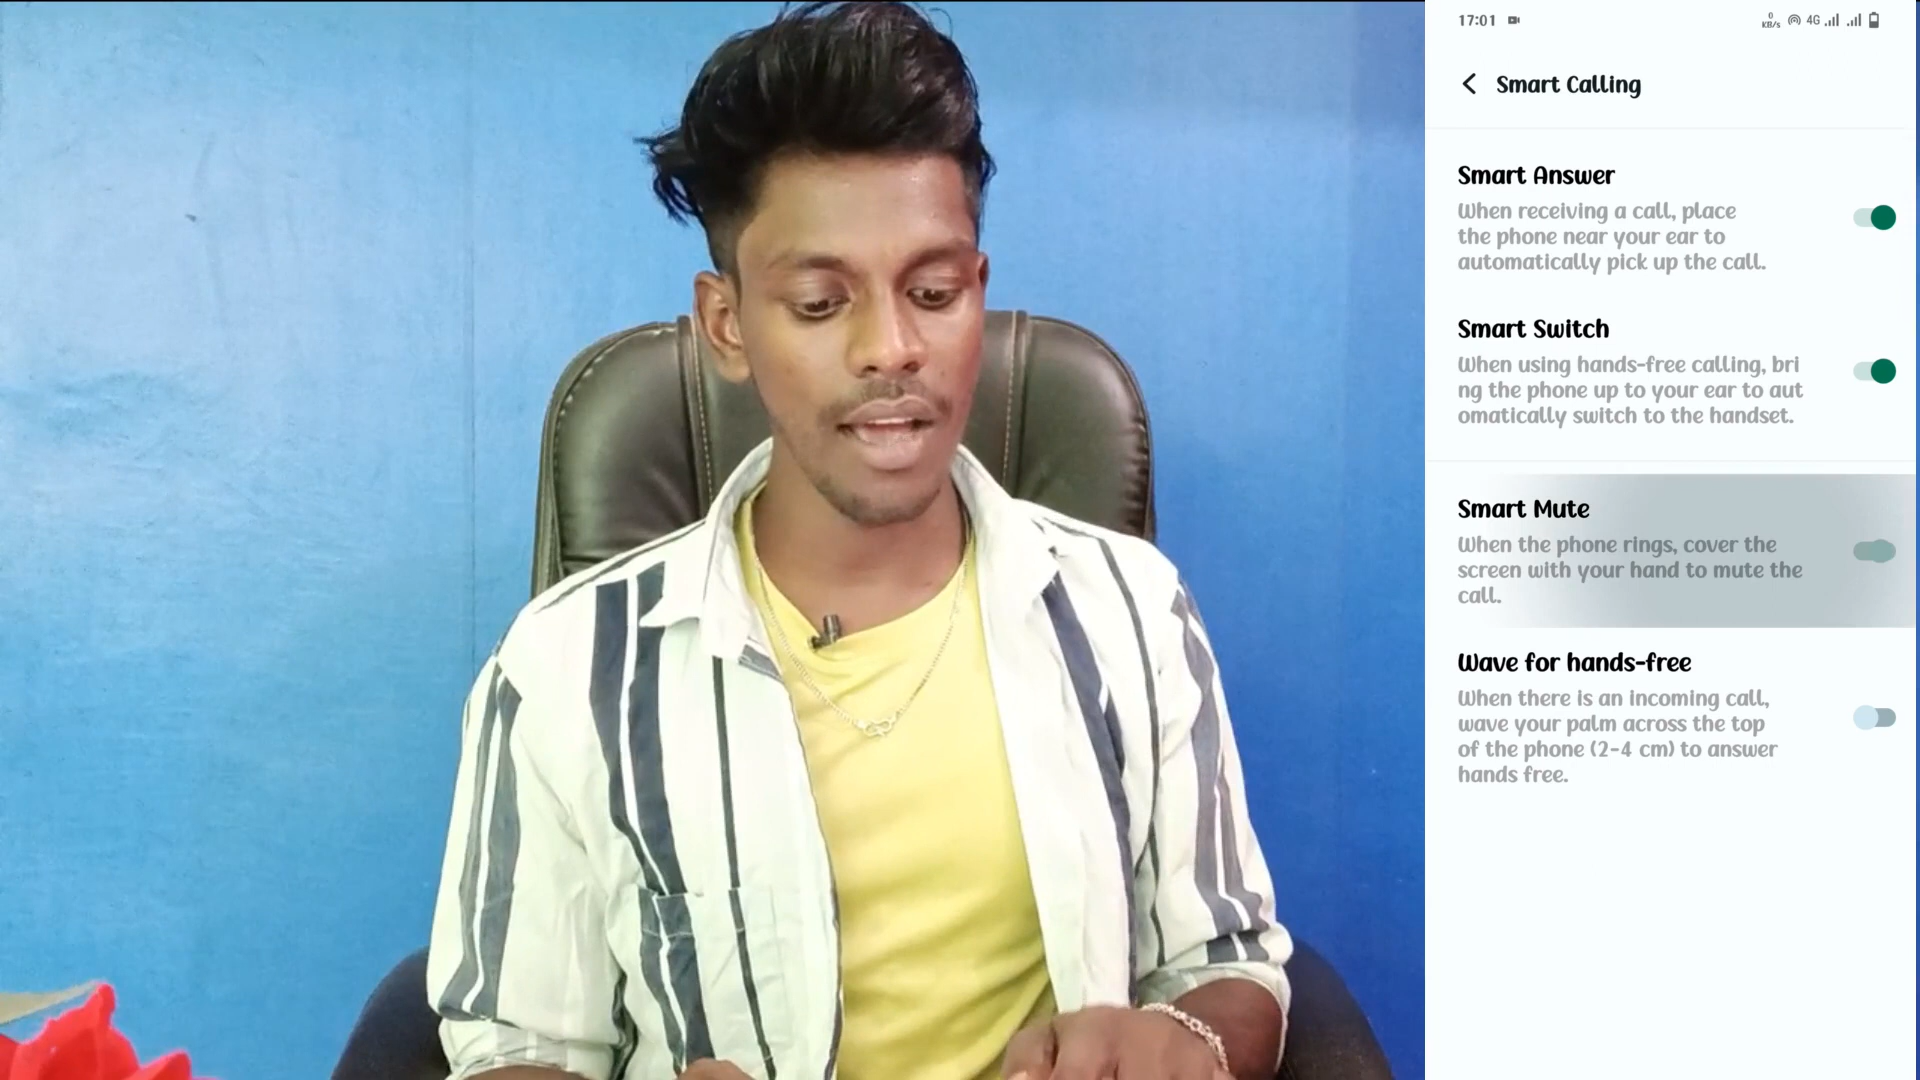 17:01
0 KB/s 4G
Smart Calling
Smart Answer
When receiving a call, place
the phone near your ear to
automatically pick up the call.
Smart Switch
When using hands-free calling, bri
ng the phone up to your ear to aut
omatically switch to the handset.
Smart Mute
When the phone rings, cover the
screen with your hand to mute the
call.
Wave for hands-free
When there is an incoming call,
wave your palm across the top
of the phone (2-4 cm) to answer
hands free.